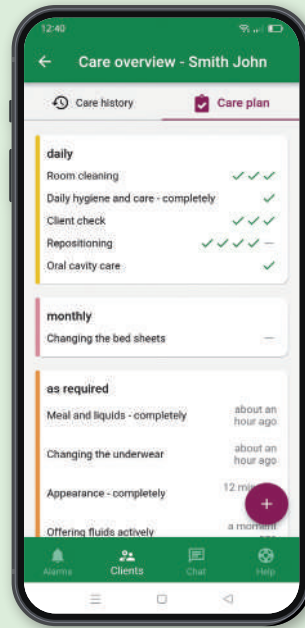 12:40
Care overview - Smith John
Care history
Care plan
daily
Room cleaning
Daily hygiene and care - completely
Client check
Repositioning
Oral cavity care
monthly
Changing the bed sheets
as required
Meal and liquids - completely
about an
hour ago
Changing the underwear
about an
hour ago
Appearance - completely
12
Offering fluids actively
a moment
Alarms
Clients
Chat
Help